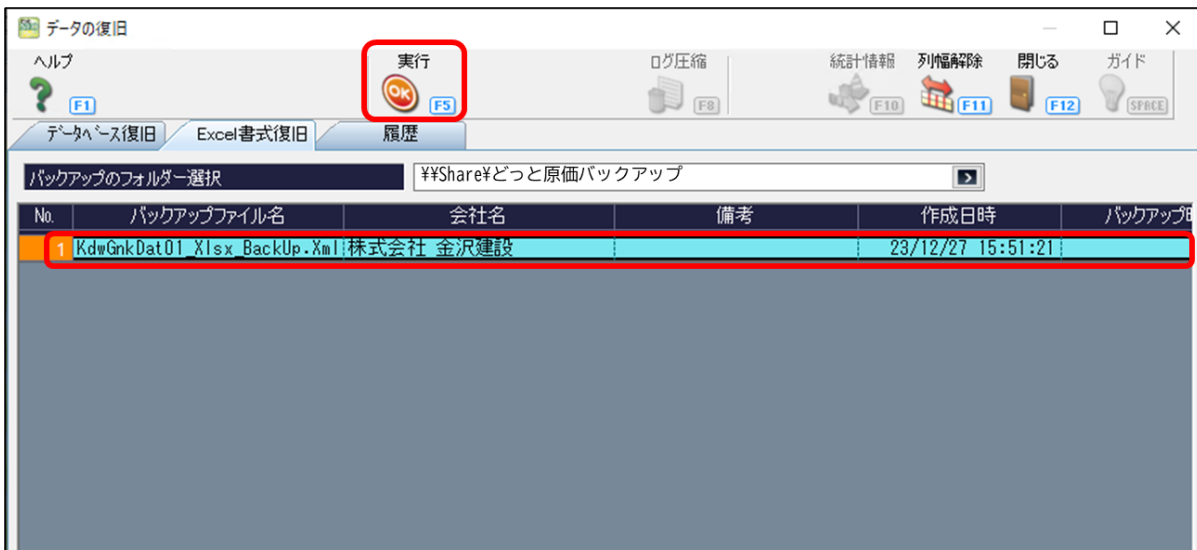 データの復旧
ヘルプ 実行 ログ圧縮 統計情報 列幅解除 閉じる ガイド
F1 OK F5 F8 F10 F11 F12 SPACE
データベース復旧 Excel書式復旧 履歴
バックアップのフォルダー選択 ¥¥Share¥どっと原価バックアップ
No. バックアップファイル名 会社名 備考 作成日時 バックアップ
1 KdwGnkDat01_Xlsx_BackUp.Xml 株式会社 金沢建設 23/12/27 15:51:21